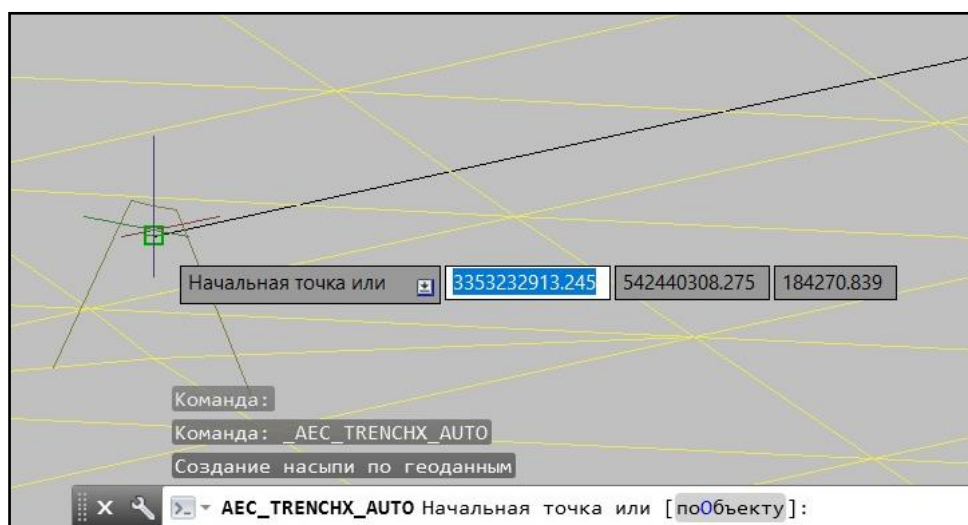 Начальная точка или 3353232913.245 542440308.275 184270.839
Команда:
Команда: _AEC_TRENCHX_AUTO
Создание насыпи по геоданным
AEC_TRENCHX_AUTO Начальная точка или [поОбъекту]: